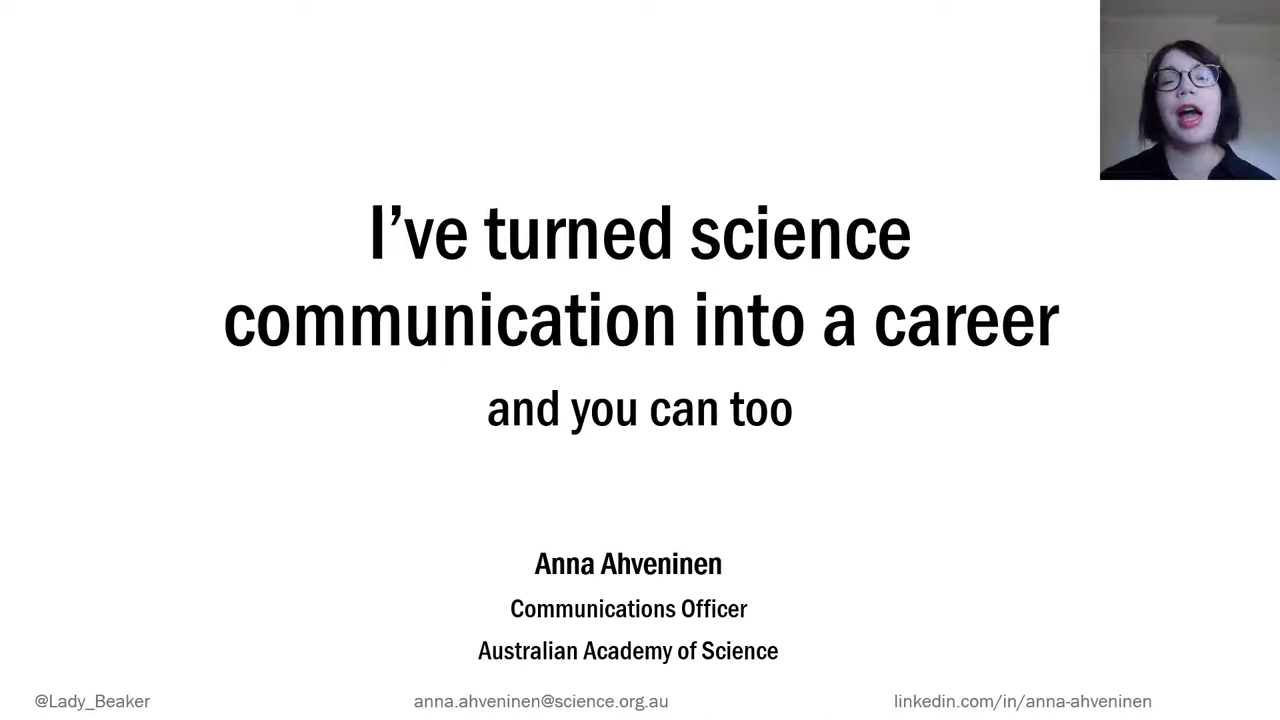 I’ve turned science
communication into a career
and you can too
Anna Ahveninen
Communications Officer
Australian Academy of Science
@Lady_Beaker
anna.ahveninen@science.org.au
linkedin.com/in/anna-ahveninen